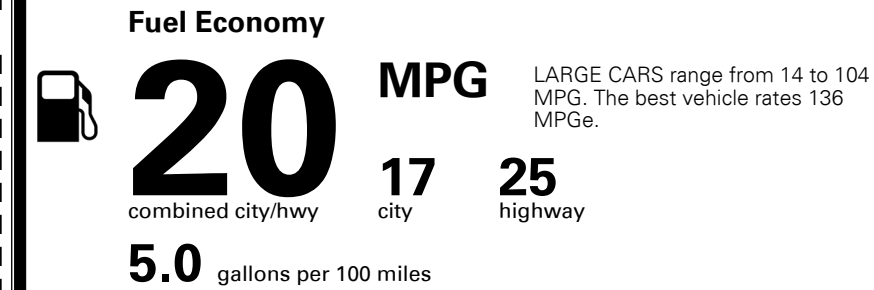 Fuel Economy
20 MPG
LARGE CARS range from 14 to 104
MPG. The best vehicle rates 136
MPGe.
combined city/hwy
17
city
25
highway
5.0 gallons per 100 miles